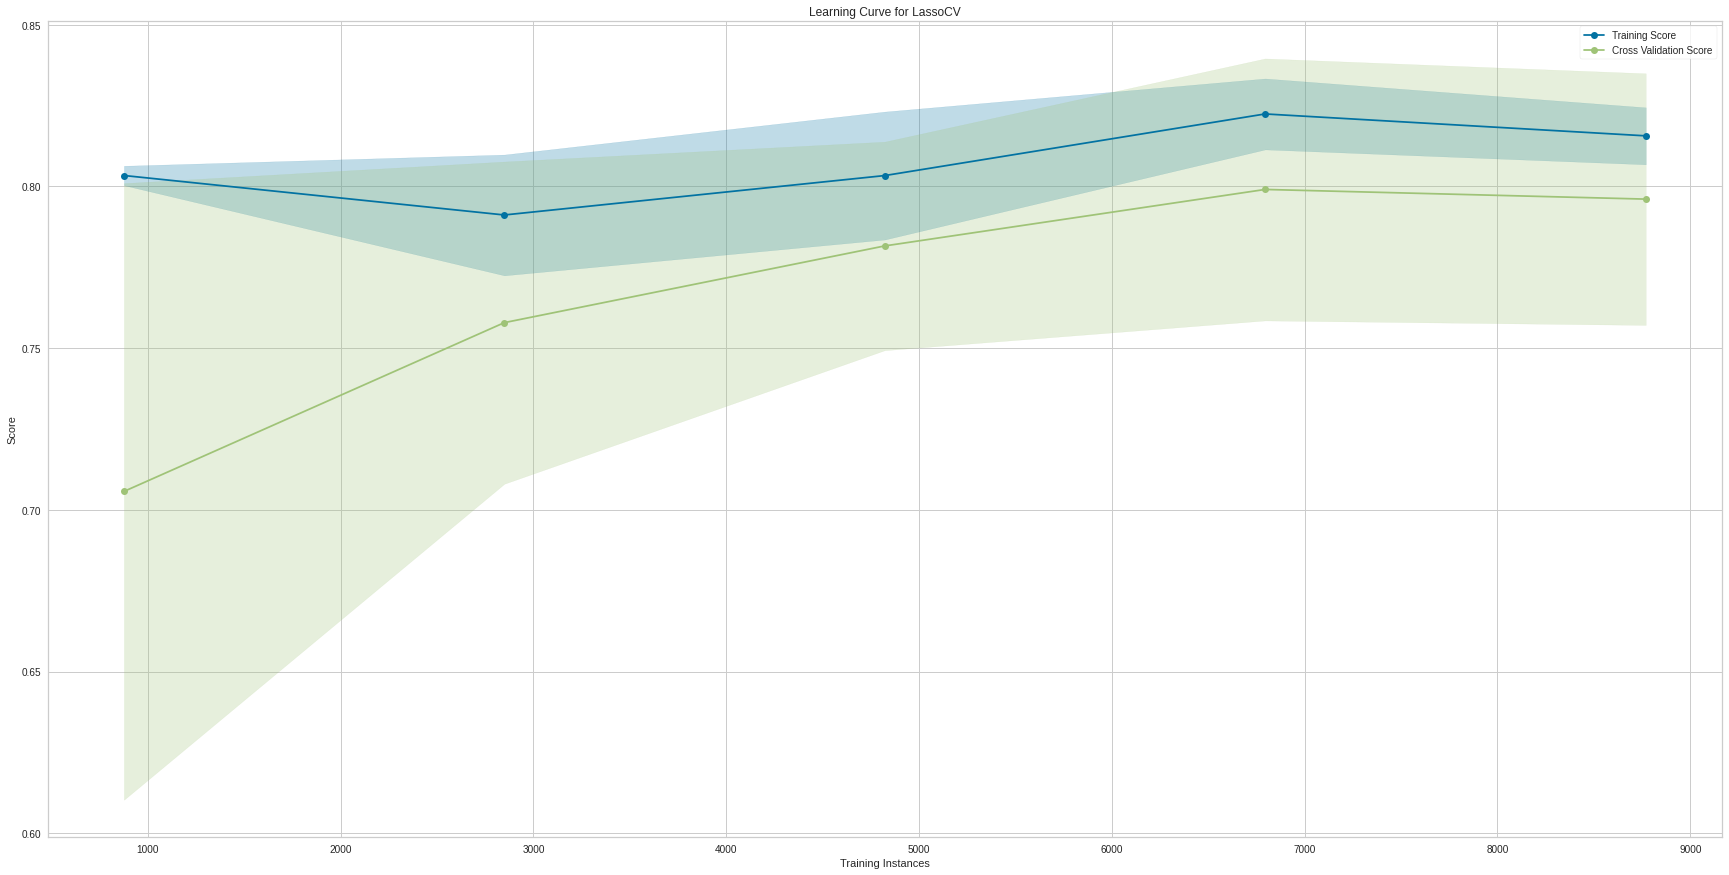 Learning Curve for LassoCV
Training Score
Cross Validation Score
0.85
0.80
0.75
0.70
0.65
0.60
Score
1000 2000 3000 4000 5000 6000 7000 8000 9000
Training Instances